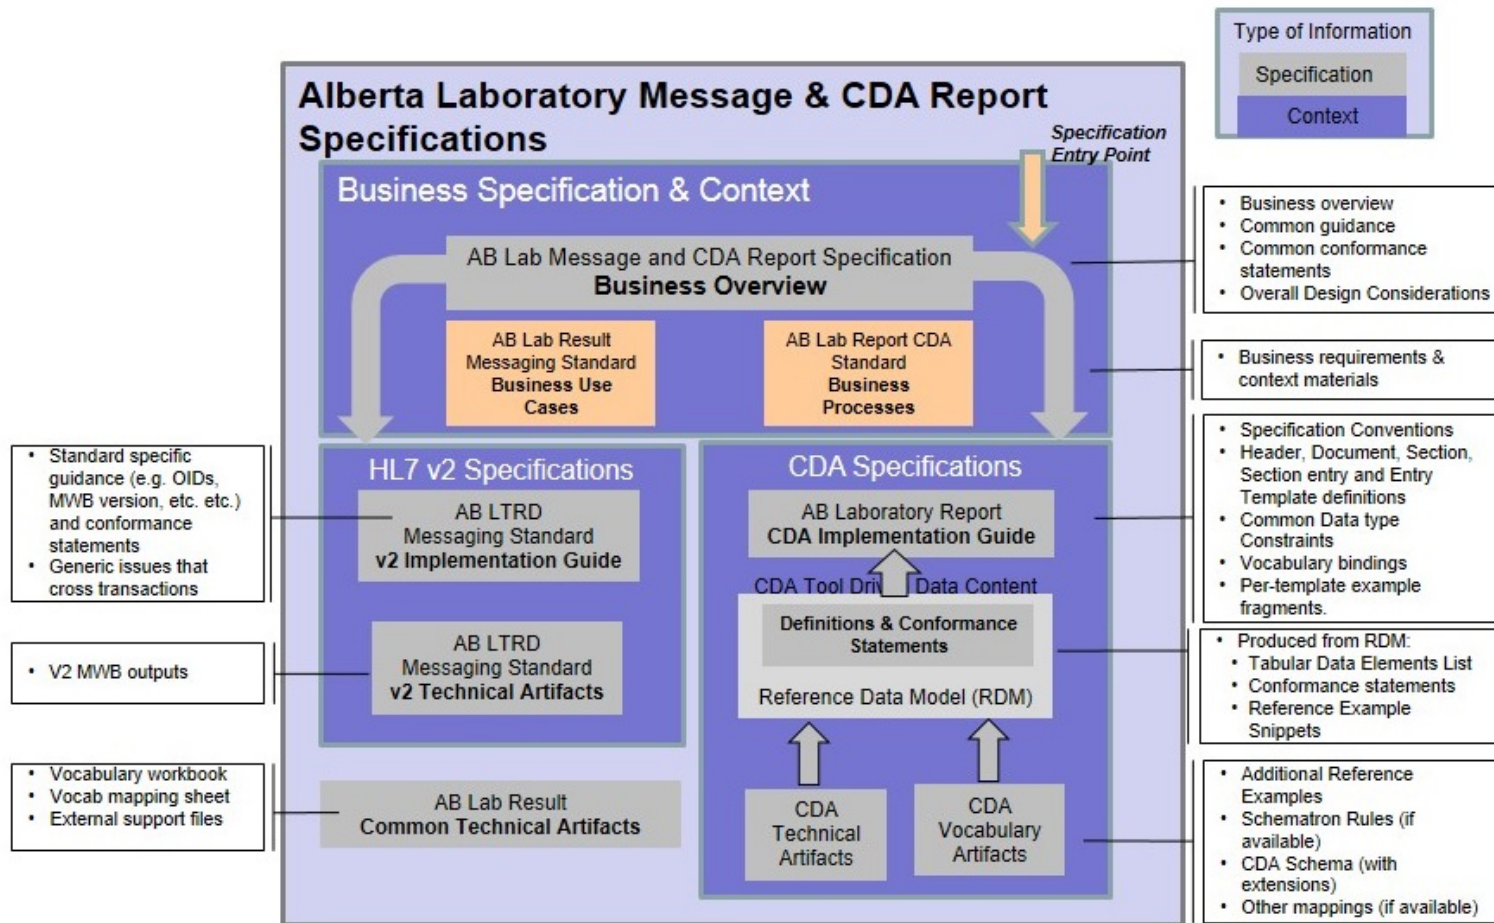 Type of Information
Specification
Context
Alberta Laboratory Message & CDA Report
Specifications
Specification
Entry Point
Business Specification & Context
AB Lab Message and CDA Report Specification
Business Overview
AB Lab Result
Messaging Standard
Business Use
Cases
AB Lab Report CDA
Standard
Business
Processes
• Business overview
• Common guidance
• Common conformance
statements
• Overall Design Considerations
• Business requirements &
context materials
• Standard specific
guidance (e.g. OIDs,
MWB version, etc. etc.)
and conformance
statements
• Generic issues that
cross transactions
HL7 v2 Specifications
AB LTRD
Messaging Standard
v2 Implementation Guide
• V2 MWB outputs
AB LTRD
Messaging Standard
v2 Technical Artifacts
• Vocabulary workbook
• Vocab mapping sheet
• External support files
AB Lab Result
Common Technical Artifacts
CDA Specifications
AB Laboratory Report
CDA Implementation Guide
CDA Tool Driv Data Content
Definitions & Conformance
Statements
Reference Data Model (RDM)
CDA
Technical
Artifacts
CDA
Vocabulary
Artifacts
• Specification Conventions
• Header, Document, Section,
Section entry and Entry
Template definitions
• Common Data type
Constraints
• Vocabulary bindings
• Per-template example
fragments.
• Produced from RDM:
• Tabular Data Elements List
• Conformance statements
• Reference Example
Snippets
• Additional Reference
Examples
• Schematron Rules (if
available)
• CDA Schema (with
extensions)
• Other mappings (if available)